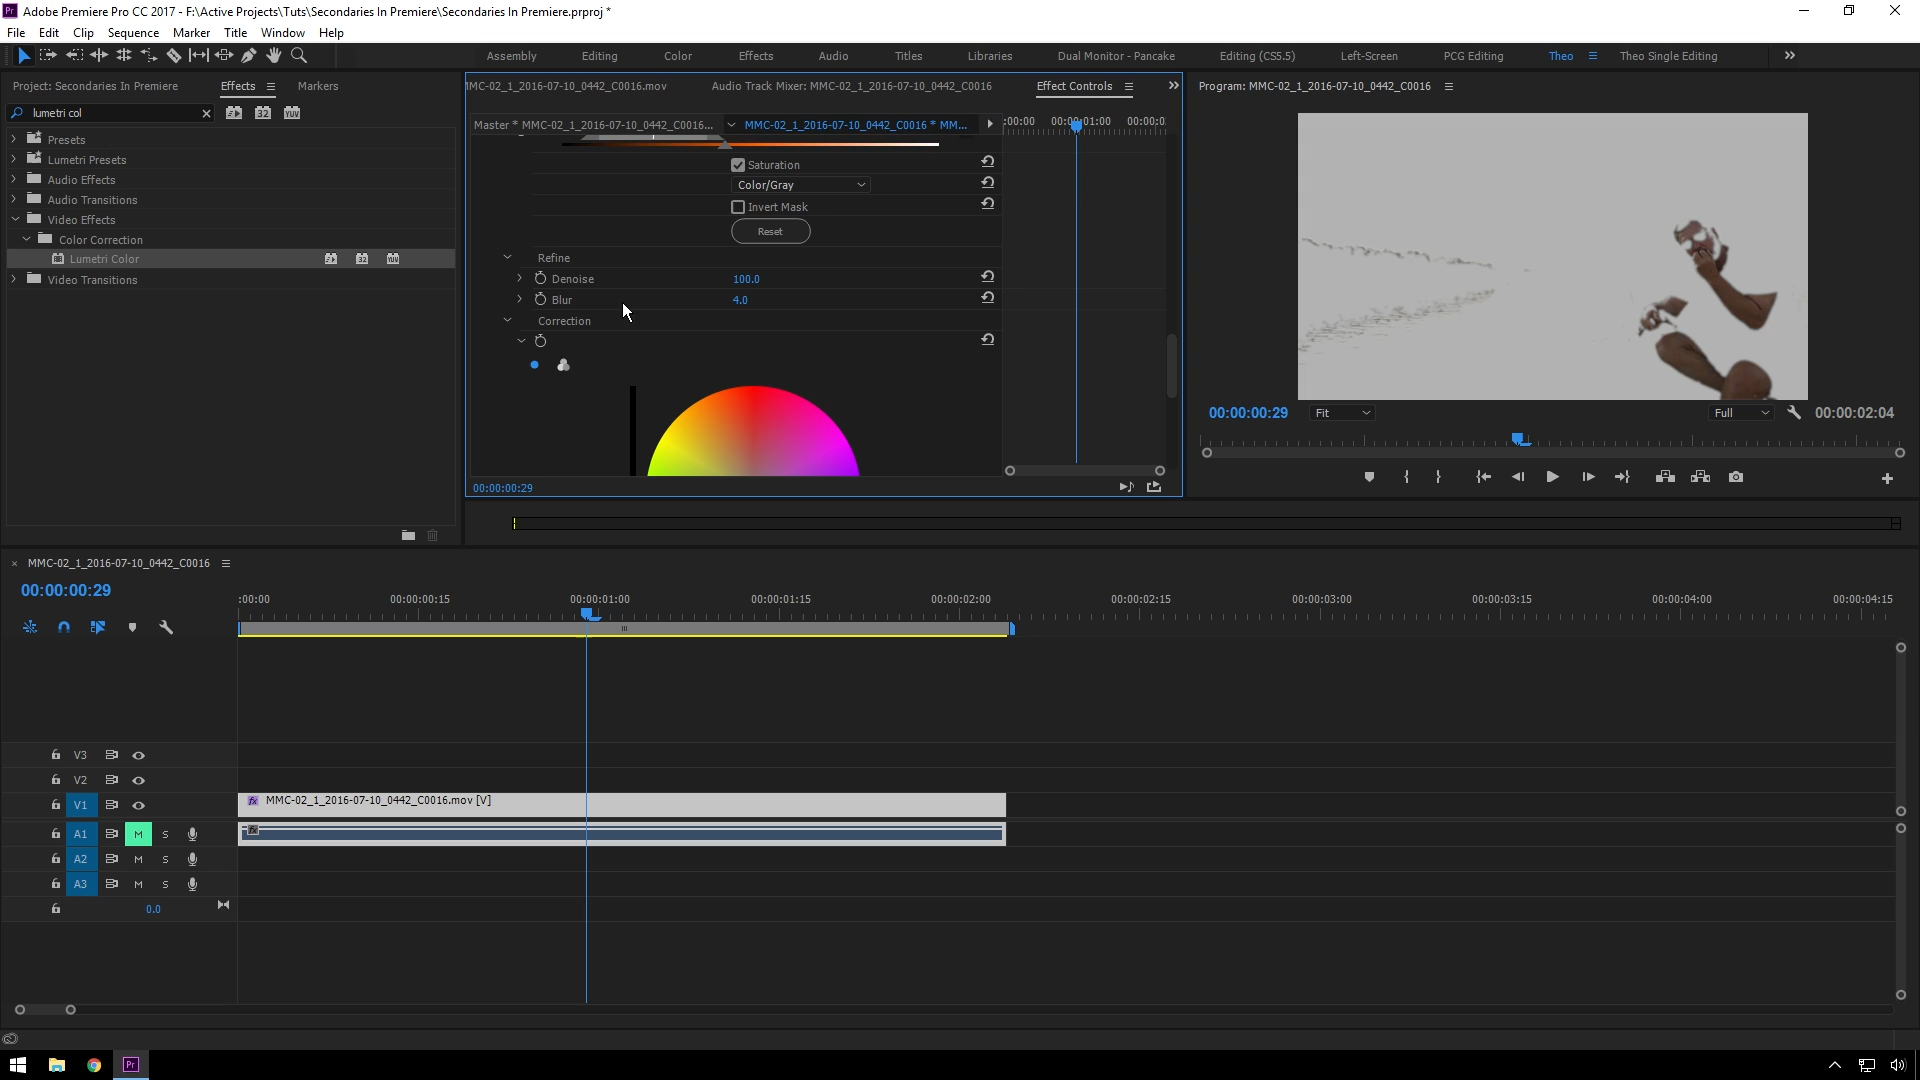 Adobe Premiere Pro CC 2017 - F:\Active Projects\Tuts\Secondaries In Premiere\Secondaries In Premiere.prproj *
File Edit Clip Sequence Marker Title Window Help
Assembly Editing Color Effects Audio Titles Libraries Dual Monitor - Pancake Editing (CS5.5) Left-Screen PCG Editing Theo Theo Single Editing
Project: Secondaries In Premiere Effects Markers
lumetri col
Presets
Lumetri Presets
Audio Effects
Audio Transitions
Video Effects
Color Correction
Lumetri Color
Video Transitions
MMC-02_1_2016-07-10_0442_C0016.mov Audio Track Mixer: MMC-02_1_2016-07-10_0442_C0016 Effect Controls
Master * MMC-02_1_2016-07-10_0442_C0016... MMC-02_1_2016-07-10_0442_C0016 * MM...
:00:00 00:00:01:00 00:00:0
Saturation
Color/Gray
Invert Mask
Reset
Refine
Denoise 100.0
Blur 4.0
Correction
00:00:00:29
Program: MMC-02_1_2016-07-10_0442_C0016
00:00:00:29 Fit Full 00:00:02:04
MMC-02_1_2016-07-10_0442_C0016
00:00:00:29
:00:00 00:00:00:15 00:00:01:00 00:00:01:15 00:00:02:00 00:00:02:15 00:00:03:00 00:00:03:15 00:00:04:00 00:00:04:15
V3
V2
V1 fx MMC-02_1_2016-07-10_0442_C0016.mov [V]
A1 M S fx
A2 M S
A3 M S
0.0
Pr